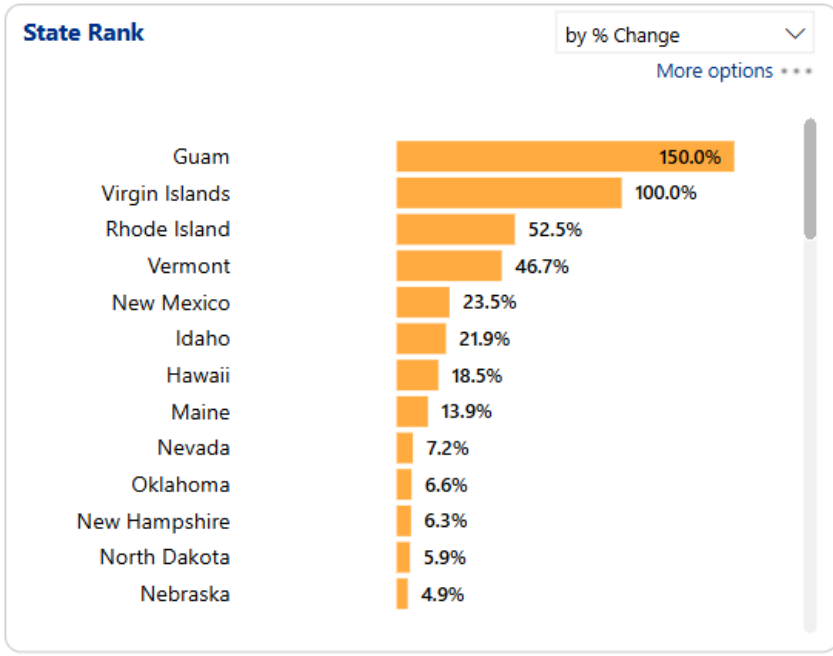 State Rank
by % Change
More options
Guam 150.0%
Virgin Islands 100.0%
Rhode Island 52.5%
Vermont 46.7%
New Mexico 23.5%
Idaho 21.9%
Hawaii 18.5%
Maine 13.9%
Nevada 7.2%
Oklahoma 6.6%
New Hampshire 6.3%
North Dakota 5.9%
Nebraska 4.9%